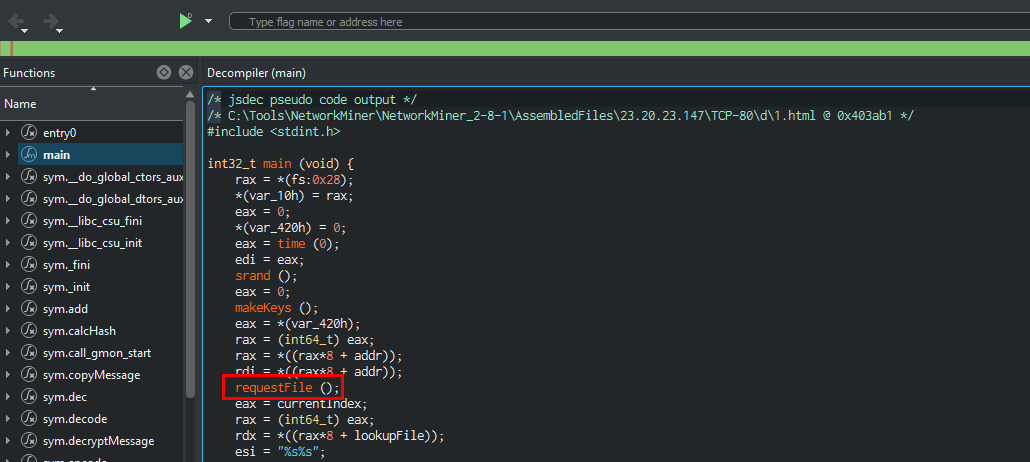 Type flag name or address here
Functions
Decompiler (main)
Name
entry0
main
sym.__do_global_ctors_aux
sym.__do_global_dtors_aux
sym.__libc_csu_fini
sym.__libc_csu_init
sym._fini
sym._init
sym.add
sym.calcHash
sym.call_gmon_start
sym.copyMessage
sym.dec
sym.decode
sym.decryptMessage
/* jsdec pseudo code output */
/* C:\Tools\NetworkMiner\NetworkMiner_2-8-1\AssembledFiles\23.20.23.147\TCP-80\d\1.html @ 0x403ab1 */
#include <stdint.h>
int32_t main (void) {
rax = *(fs:0x28);
*(var_10h) = rax;
eax = 0;
*(var_420h) = 0;
eax = time (0);
edi = eax;
srand ();
eax = 0;
makeKeys ();
eax = *(var_420h);
rax = (int64_t) eax;
rax = *((rax*8 + addr));
rdi = *((rax*8 + addr));
requestFile ();
eax = currentIndex;
rax = (int64_t) eax;
rdx = *((rax*8 + lookupFile));
esi = "%s%s";